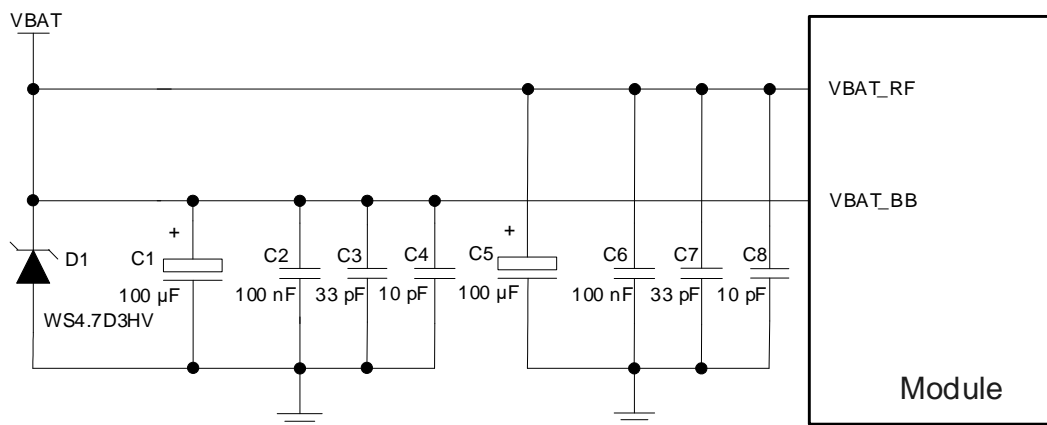 VBAT
VBAT_RF
VBAT_BB
+
+
D1
C1
C2
C3
C4
C5
C6
C7
C8
100 µF
100 nF
33 pF
10 pF
100 µF
100 nF
33 pF
10 pF
WS4.7D3HV
Module